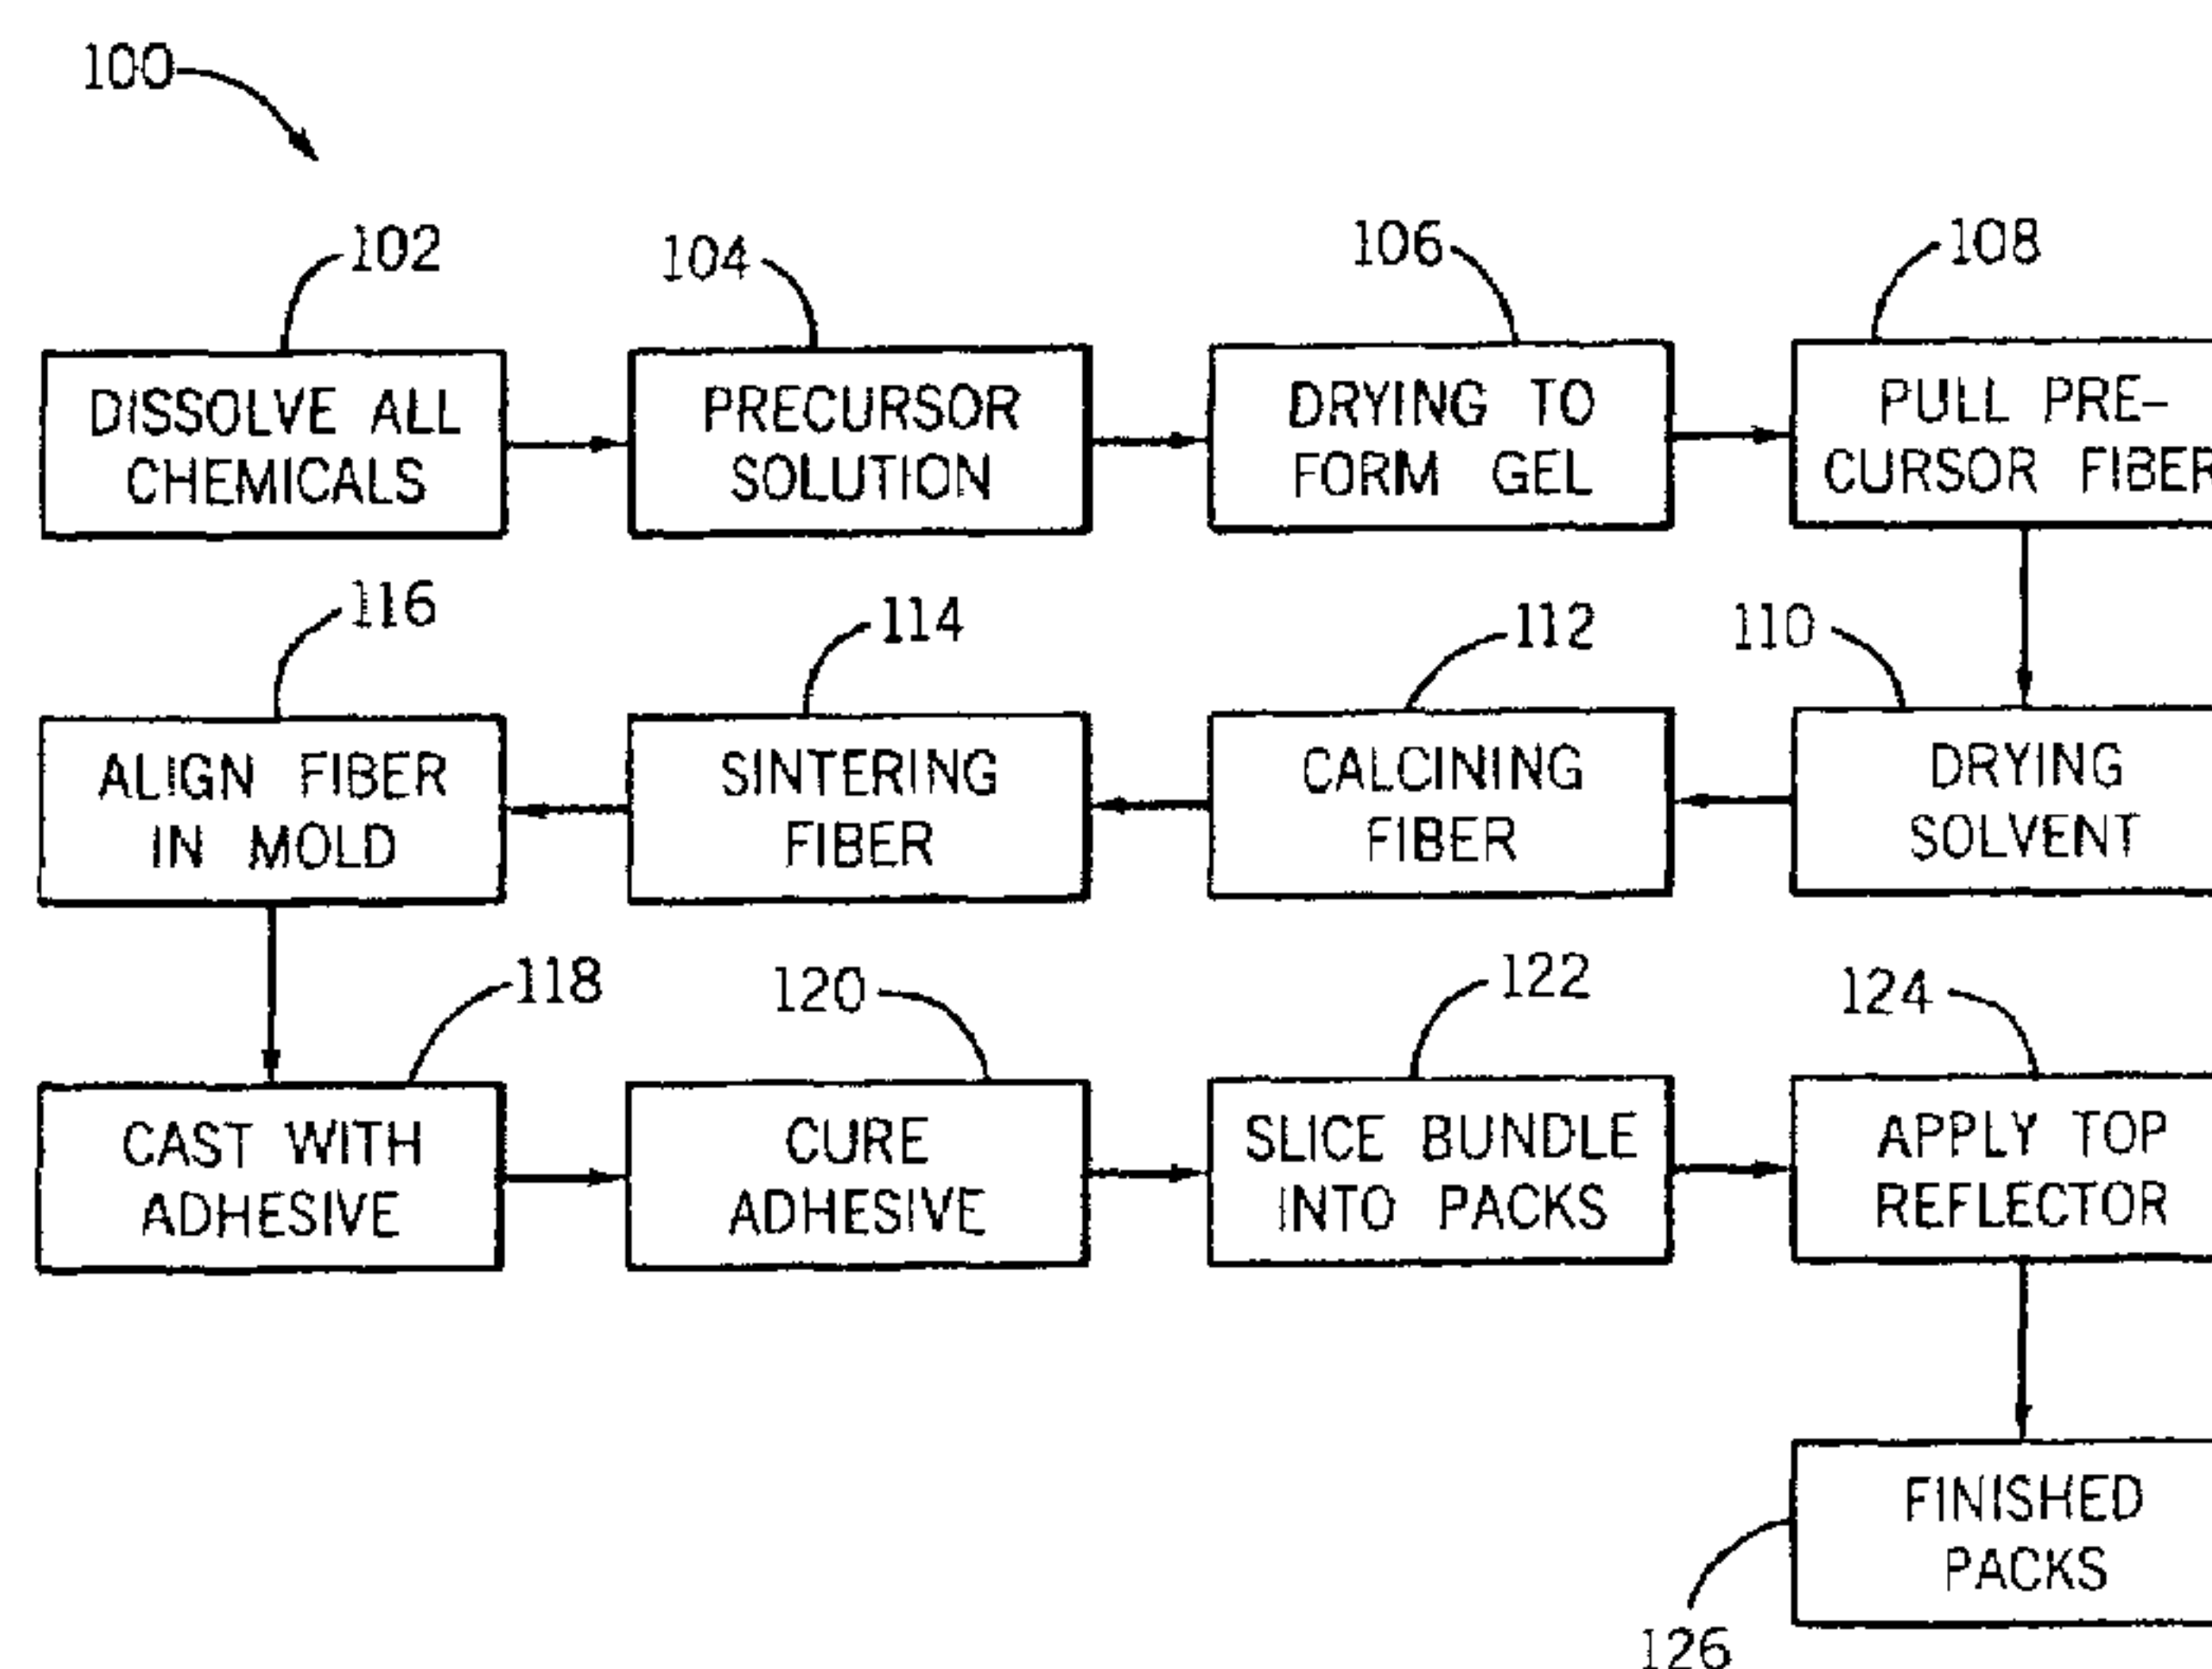 100
102
DISSOLVE ALL
CHEMICALS
104
PRECURSOR
SOLUTION
106
DRYING TO
FORM GEL
108
PULL PRE-
CURSOR FIBER
110
DRYING
SOLVENT
112
CALCINING
FIBER
114
SINTERING
FIBER
116
ALIGN FIBER
IN MOLD
118
CAST WITH
ADHESIVE
120
CURE
ADHESIVE
122
SLICE BUNDLE
INTO PACKS
124
APPLY TOP
REFLECTOR
FINISHED
PACKS
126